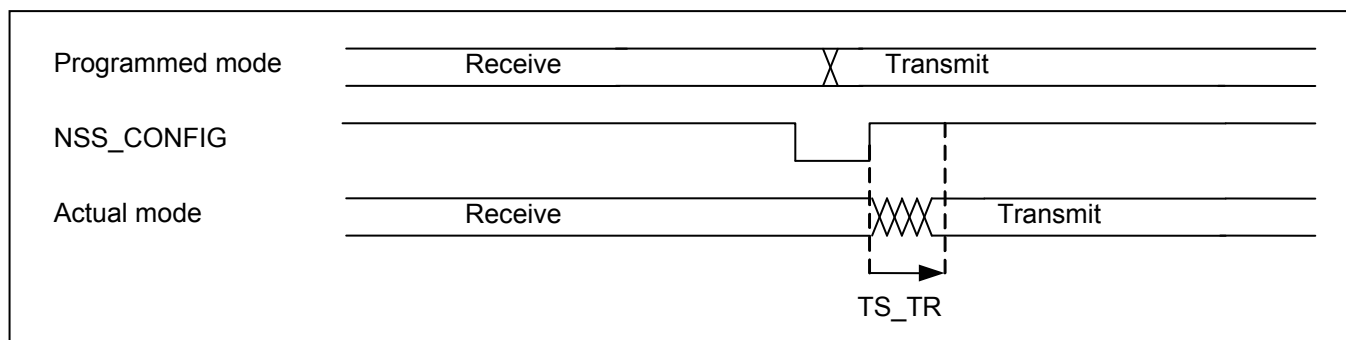 Programmed mode Receive Transmit
NSS_CONFIG
Actual mode Receive Transmit
TS_TR